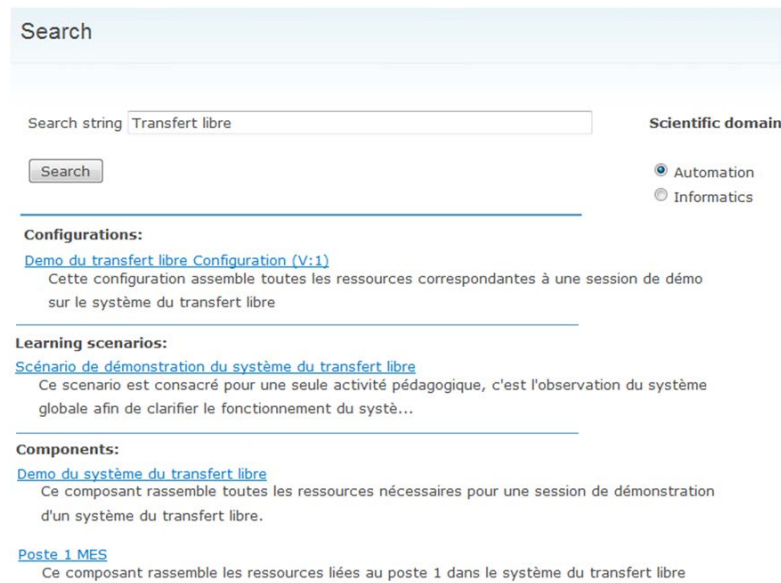 Search
Search string Transfert libre
Scientific domain
Search
Automation
Informatics
Configurations:
Demo du transfert libre Configuration (V:1)
Cette configuration assemble toutes les ressources correspondantes à une session de démo
sur le système du transfert libre
Learning scenarios:
Scénario de démonstration du système du transfert libre
Ce scenario est consacré pour une seule activité pédagogique, c'est l'observation du système
globale afin de clarifier le fonctionnement du systè...
Components:
Demo du système du transfert libre
Ce composant rassemble toutes les ressources nécessaires pour une session de démonstration
d'un système du transfert libre.
Poste 1 MES
Ce composant rassemble les ressources liées au poste 1 dans le système du transfert libre